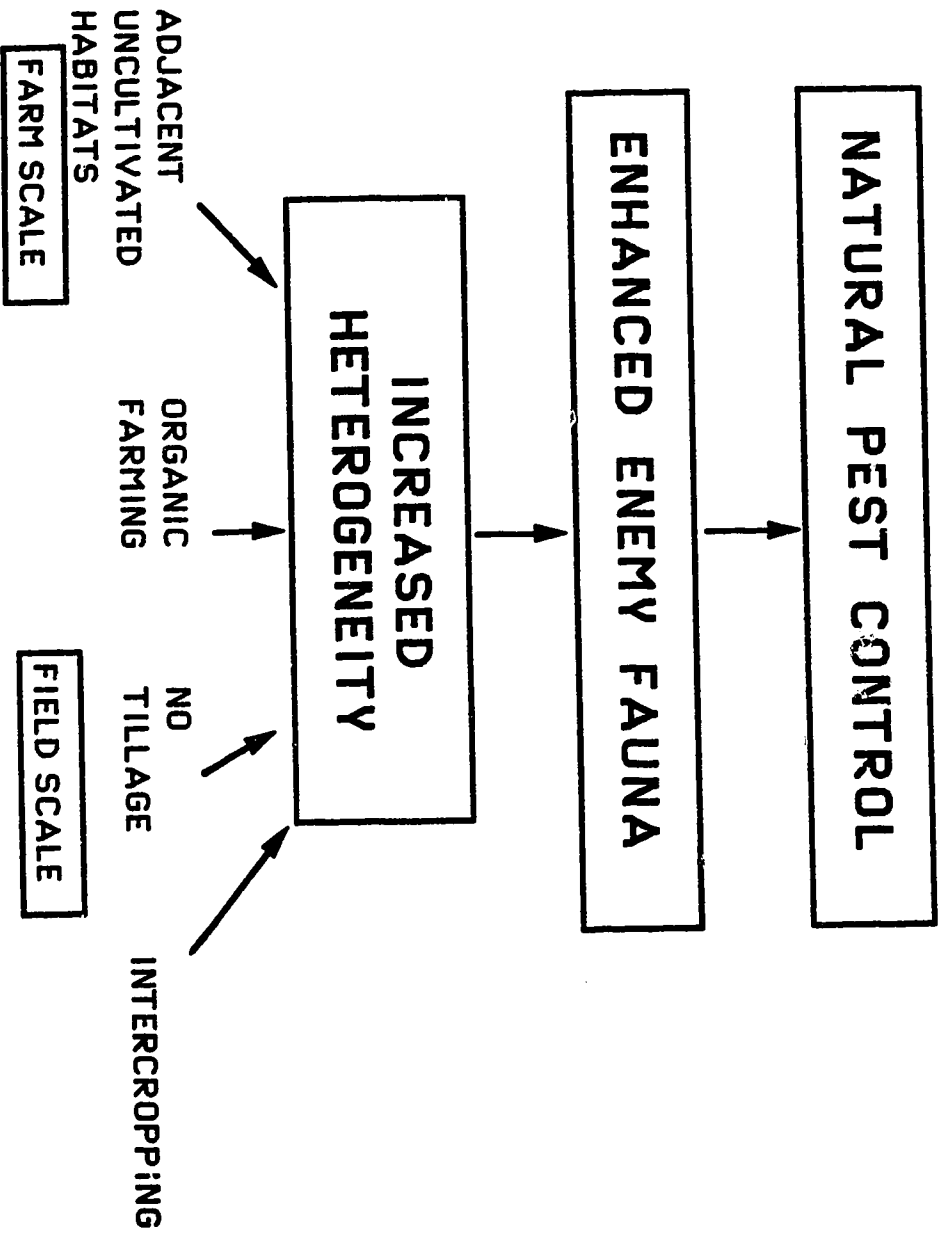 NATURAL PEST CONTROL
ENHANCED ENEMY FAUNA
INCREASED
HETEROGENEITY
ADJACENT
UNCULTIVATED
HABITATS
ORGANIC
FARMING
NO
TILLAGE
INTERCROPPING
FARM SCALE
FIELD SCALE